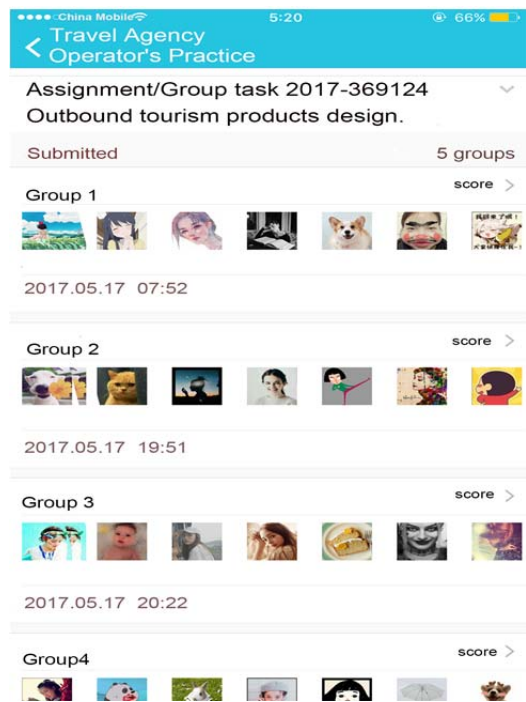 China Mobile 5:20 66%
Travel Agency
Operator's Practice
Assignment/Group task 2017-369124
Outbound tourism products design.
Submitted 5 groups
Group 1 score
2017.05.17 07:52
Group 2 score
2017.05.17 19:51
Group 3 score
2017.05.17 20:22
Group4 score